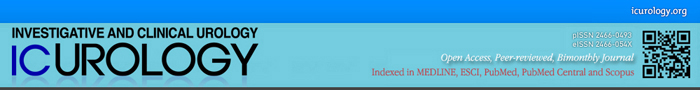 icurology.org
INVESTIGATIVE AND CLINICAL UROLOGY
ICUROLOGY
pISSN 2466-0493
eISSN 2466-054X
Open Access, Peer-reviewed, Bimonthly Journal
Indexed in MEDLINE, ESCI, PubMed, PubMed Central and Scopus